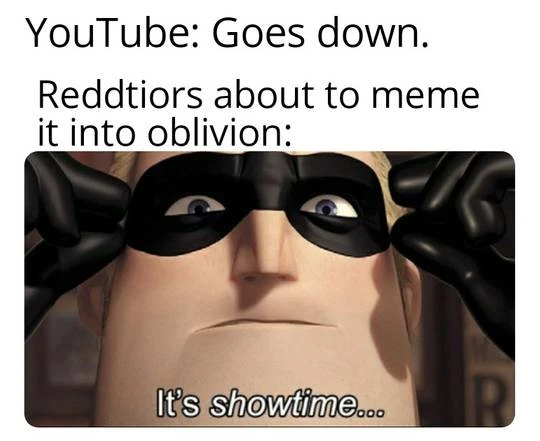 YouTube: Goes down.
Reddtiors about to meme
it into oblivion:
It's showtime...
R